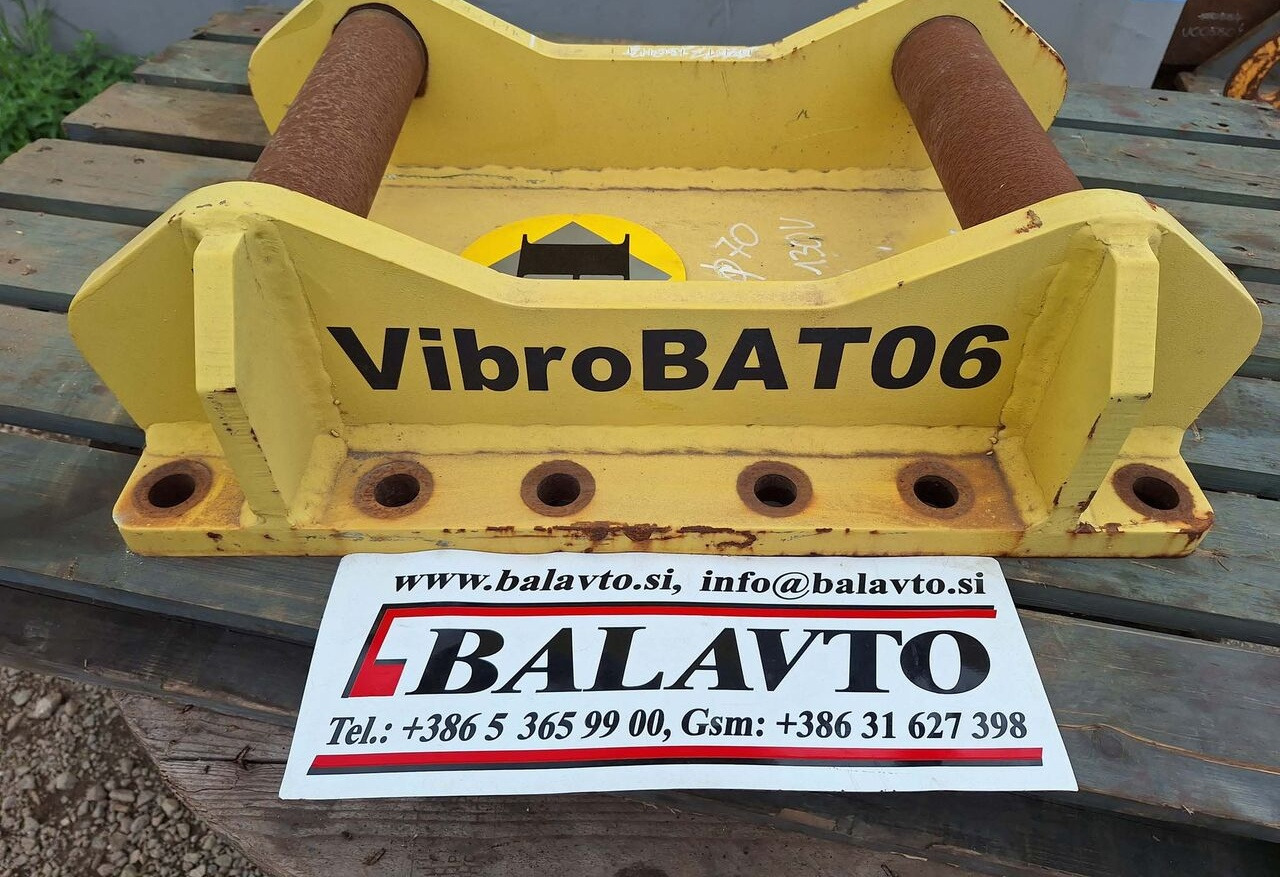 φ70
VibroBAT06
www.balavto.si, info@balavto.si
BALAVTO
Tel.: +386 5 365 99 00, Gsm: +386 31 627 398